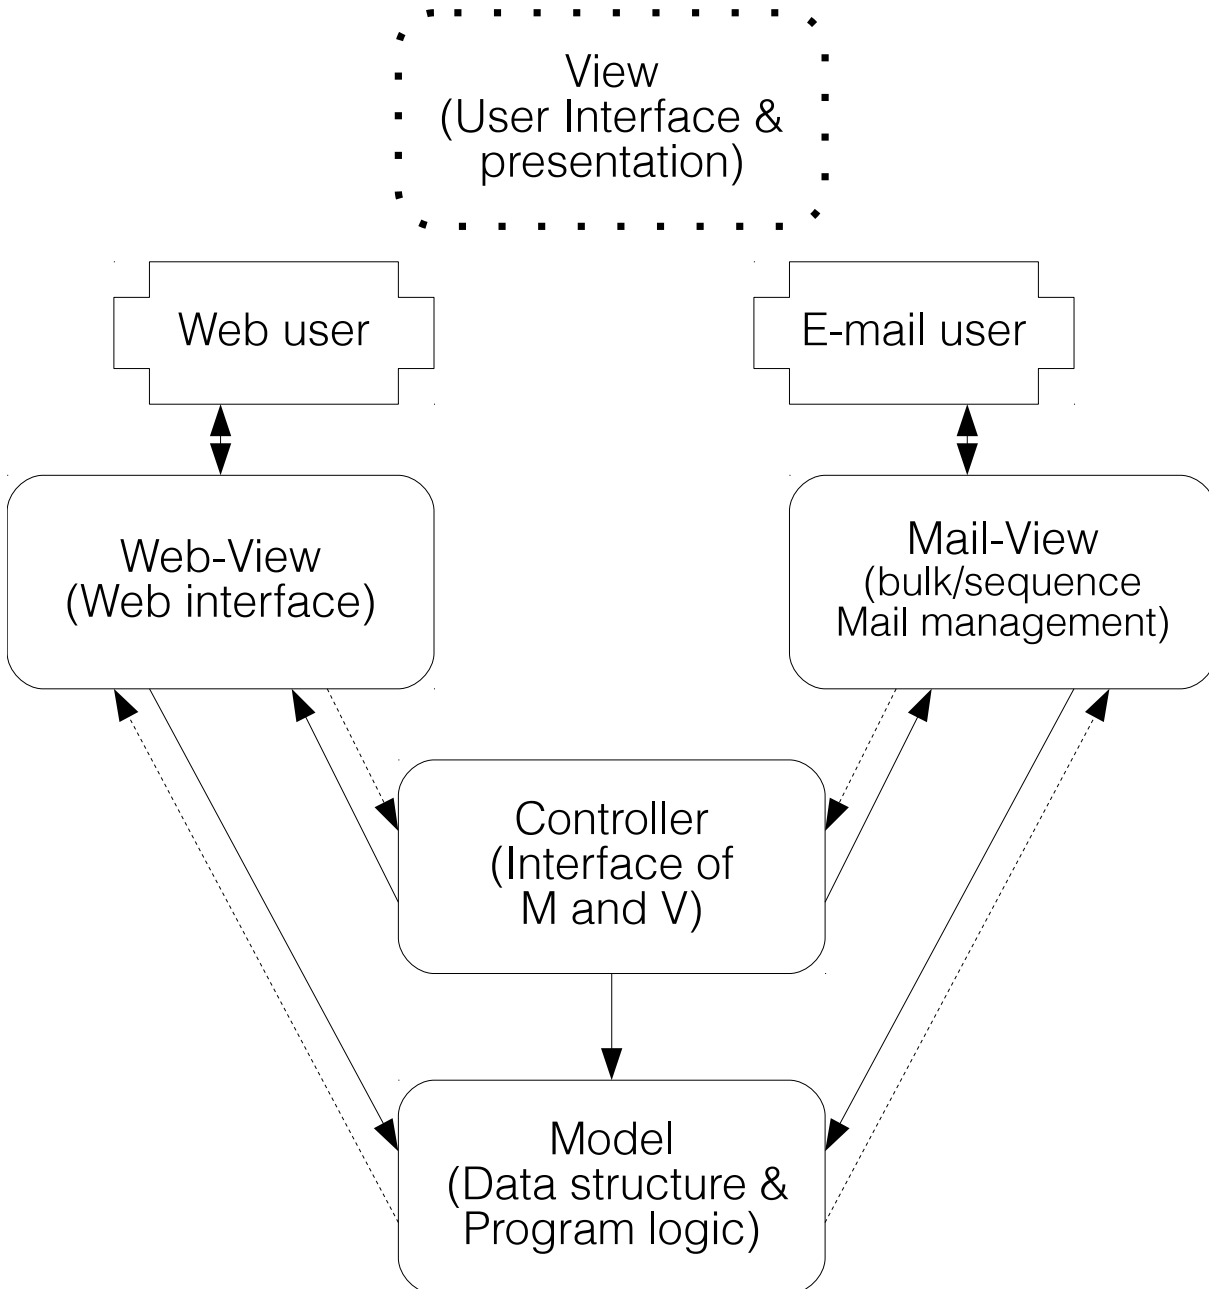 View
(User Interface &
presentation)
Web user
E-mail user
Web-View
(Web interface)
Mail-View
(bulk/sequence
Mail management)
Controller
(Interface of
M and V)
Model
(Data structure &
Program logic)